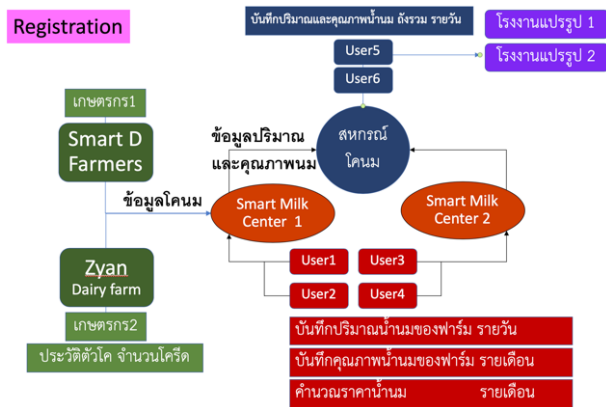 Registration
บันทึกปริมาณและคุณภาพน้ำนม ถังรวม รายวัน
โรงงานแปรรูป 1
โรงงานแปรรูป 2
User5
User6
เกษตรกร1
Smart D
Farmers
ข้อมูลปริมาณ
และคุณภาพนม
สหกรณ์
โคนม
ข้อมูลโคนม
Smart Milk
Center 1
Smart Milk
Center 2
Zyan
Dairy farm
User1
User3
User2
User4
เกษตรกร2
ประวัติตัวโค จำนวนโครีด
บันทึกปริมาณน้ำนมของฟาร์ม รายวัน
บันทึกคุณภาพน้ำนมของฟาร์ม รายเดือน
คำนวณราคาน้ำนม รายเดือน